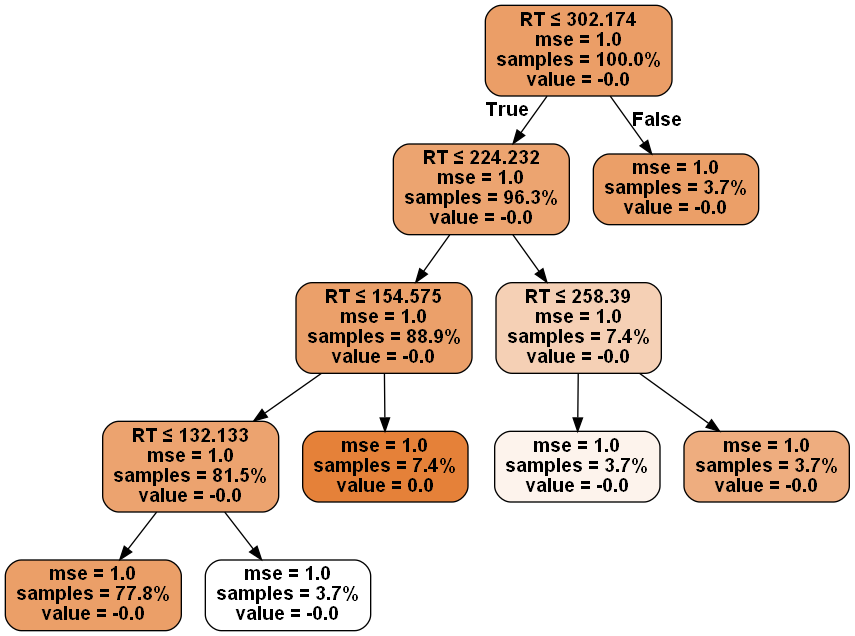 RT ≤ 302.174
mse = 1.0
samples = 100.0%
value = -0.0
True
False
RT ≤ 224.232
mse = 1.0
samples = 96.3%
value = -0.0
mse = 1.0
samples = 3.7%
value = -0.0
RT ≤ 154.575
mse = 1.0
samples = 88.9%
value = -0.0
RT ≤ 258.39
mse = 1.0
samples = 7.4%
value = -0.0
RT ≤ 132.133
mse = 1.0
samples = 81.5%
value = -0.0
mse = 1.0
samples = 7.4%
value = 0.0
mse = 1.0
samples = 3.7%
value = -0.0
mse = 1.0
samples = 3.7%
value = -0.0
mse = 1.0
samples = 77.8%
value = -0.0
mse = 1.0
samples = 3.7%
value = -0.0